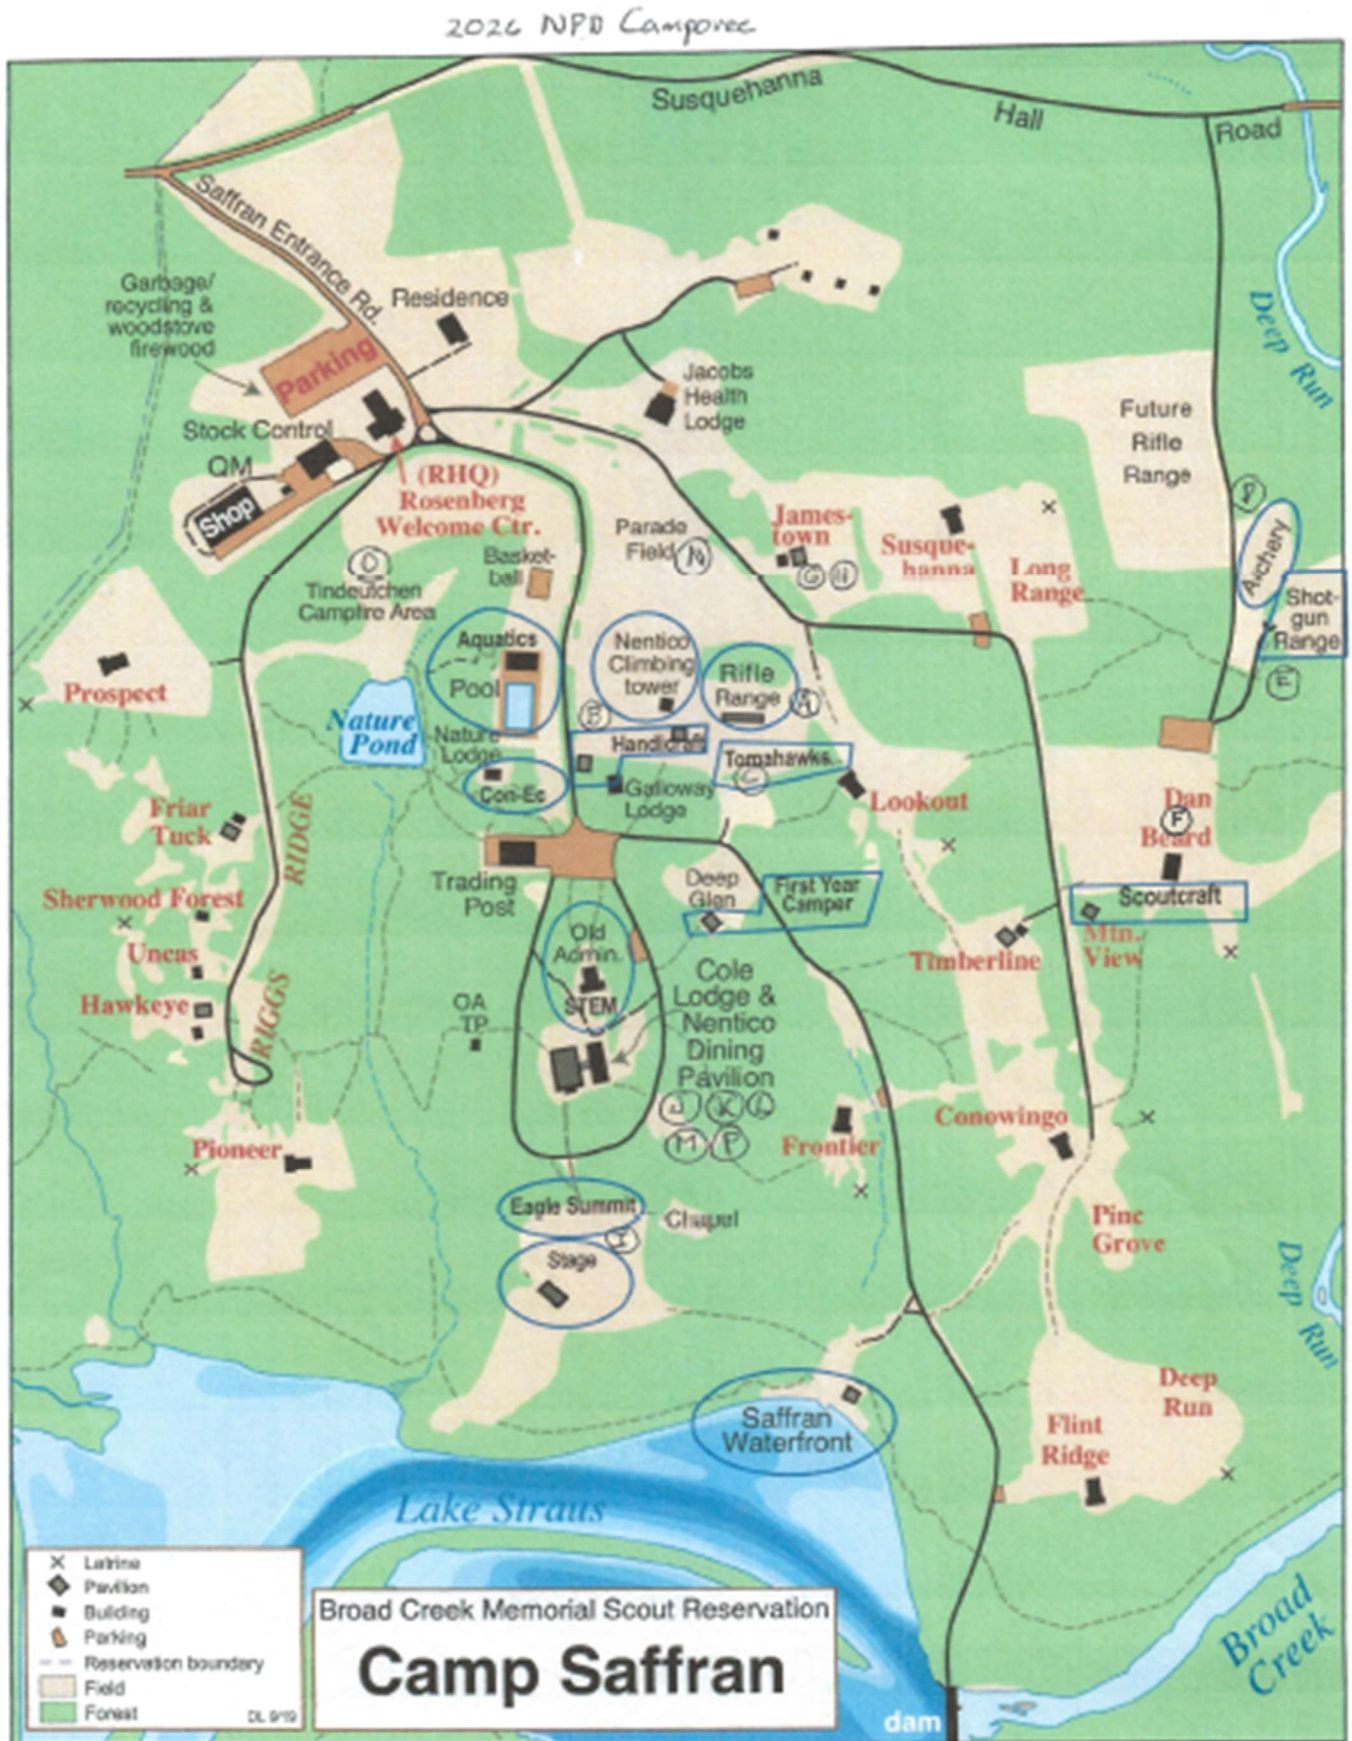 2026 NPD Camporee
Susquehanna
Hall
Road
Saffran Entrance Rd.
Deep Run
Garbage/
recycling &
woodstove
firewood
Residence
Parking
Jacobs
Health
Lodge
Stock Control
QM
Shop
(RHQ)
Rosenberg
Welcome Ctr.
Future
Rifle
Range
Parade
Field
N
James-
town
G H
Susque-
hanna
Long
Range
Archery
Shot-
gun
Range
E
O
Tindeutchen
Campfire Area
Basket-
ball
Aquatics
Pool
Nentico
Climbing
tower
Rifle
Range
A
B
Prospect
Nature
Pond
Nature
Lodge
Con-Ec
Handicraft
Galloway
Lodge
Tomahawks
C
Lookout
Dan
F
Beard
Friar
Tuck
RIDGE
Trading
Post
Deep
Glen
First Year
Camper
Scoutcraft
Mtn.
View
Sherwood Forest
Uncas
Hawkeye
RIGGS
Old
Admin.
STEM
Timberline
OA
TP
Cole
Lodge &
Nentico
Dining
Pavilion
J K L
M P
Frontier
Conowingo
Pioneer
Eagle Summit
Chapel
I
Stage
Pine
Grove
Deep
Run
Saffran
Waterfront
Deep
Run
Flint
Ridge
Lake Straus
Broad
Creek
dam
Latrine
Pavilion
Building
Parking
Reservation boundary
Field
Forest
DL 9/19
Broad Creek Memorial Scout Reservation
Camp Saffran